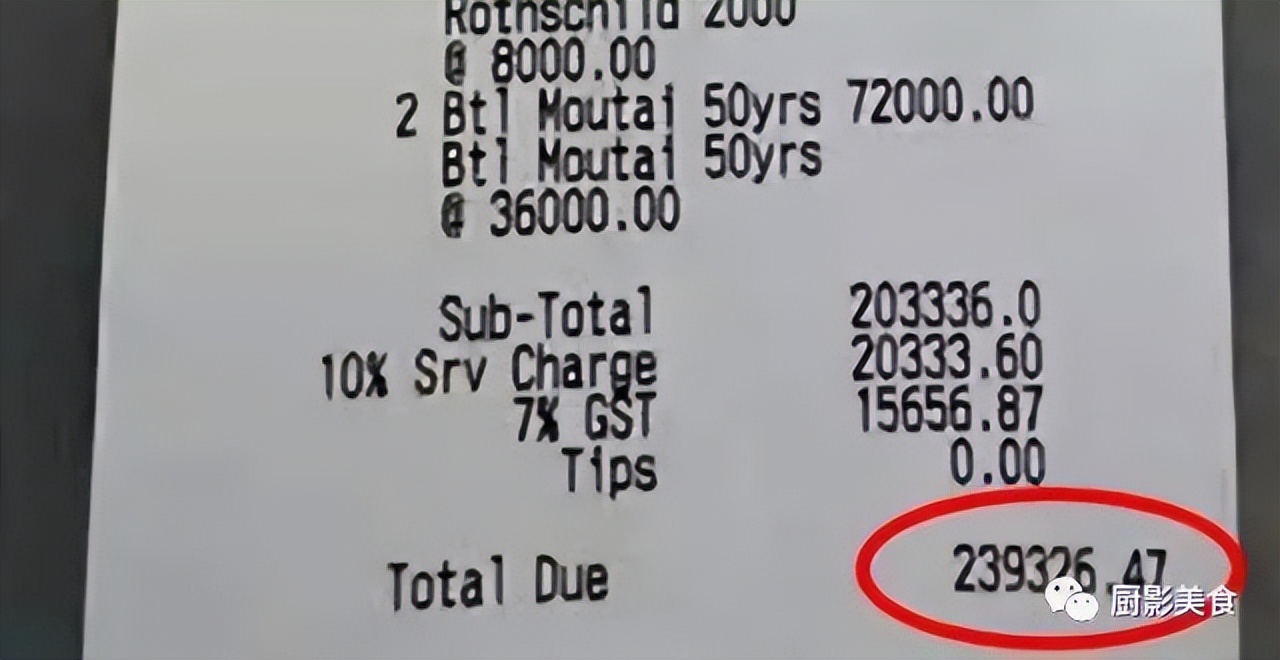 Rothschild 2000
@ 8000.00
2 Btl Moutai 50yrs 72000.00
Btl Moutai 50yrs
@ 36000.00
Sub-Total 203336.0
10% Srv Charge 20333.60
7% GST 15656.87
Tips 0.00
Total Due 239326.47
厨影美食